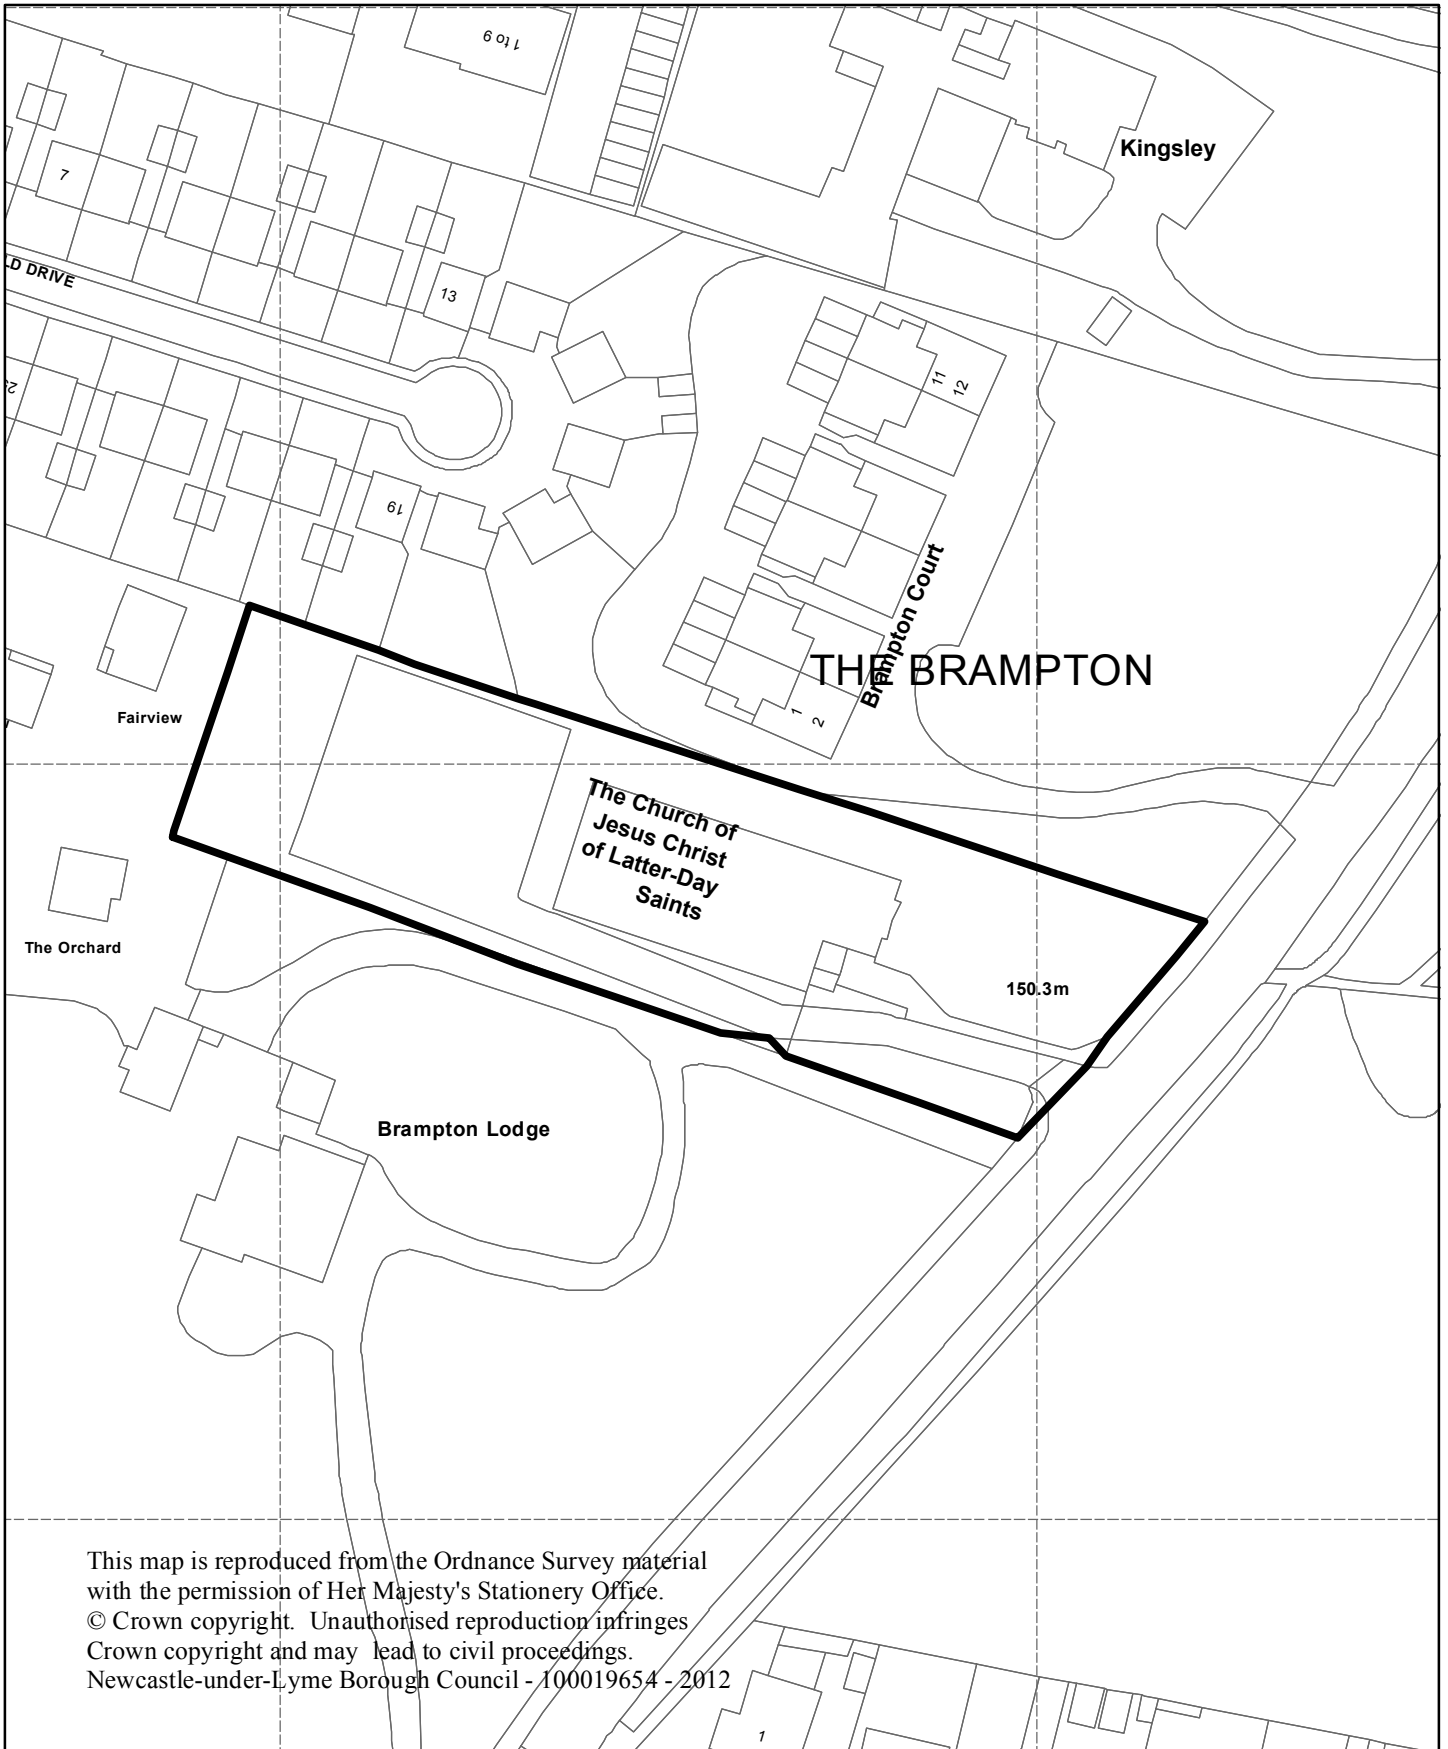 1 to 9
Kingsley
7
LD DRIVE
13
11
12
19
Brampton Court
THE BRAMPTON
1
2
Fairview
The Church of
Jesus Christ
of Latter-Day
Saints
The Orchard
150.3m
Brampton Lodge
This map is reproduced from the Ordnance Survey material
with the permission of Her Majesty's Stationery Office.
© Crown copyright. Unauthorised reproduction infringes
Crown copyright and may lead to civil proceedings.
Newcastle-under-Lyme Borough Council - 100019654 - 2012
1